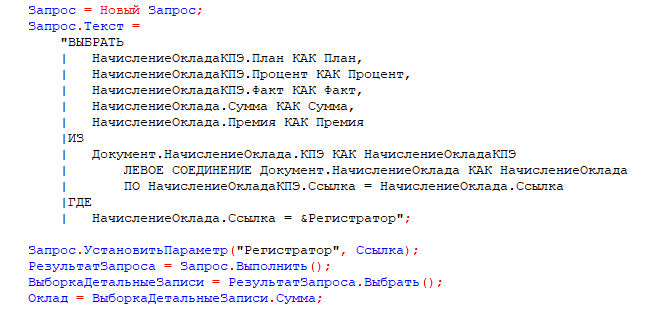 Запрос = Новый Запрос;
Запрос.Текст =
"ВЫБРАТЬ
|   НачислениеОкладаКПЭ.План КАК План,
|   НачислениеОкладаКПЭ.Процент КАК Процент,
|   НачислениеОкладаКПЭ.Факт КАК Факт,
|   НачислениеОклада.Сумма КАК Сумма,
|   НачислениеОклада.Премия КАК Премия
|ИЗ
|   Документ.НачислениеОклада.КПЭ КАК НачислениеОкладаКПЭ
|       ЛЕВОЕ СОЕДИНЕНИЕ Документ.НачислениеОклада КАК НачислениеОклада
|       ПО НачислениеОкладаКПЭ.Ссылка = НачислениеОклада.Ссылка
|ГДЕ
|   НачислениеОклада.Ссылка = &Регистратор";
Запрос.УстановитьПараметр("Регистратор", Ссылка);
РезультатЗапроса = Запрос.Выполнить();
ВыборкаДетальныеЗаписи = РезультатЗапроса.Выбрать();
Оклад = ВыборкаДетальныеЗаписи.Сумма;